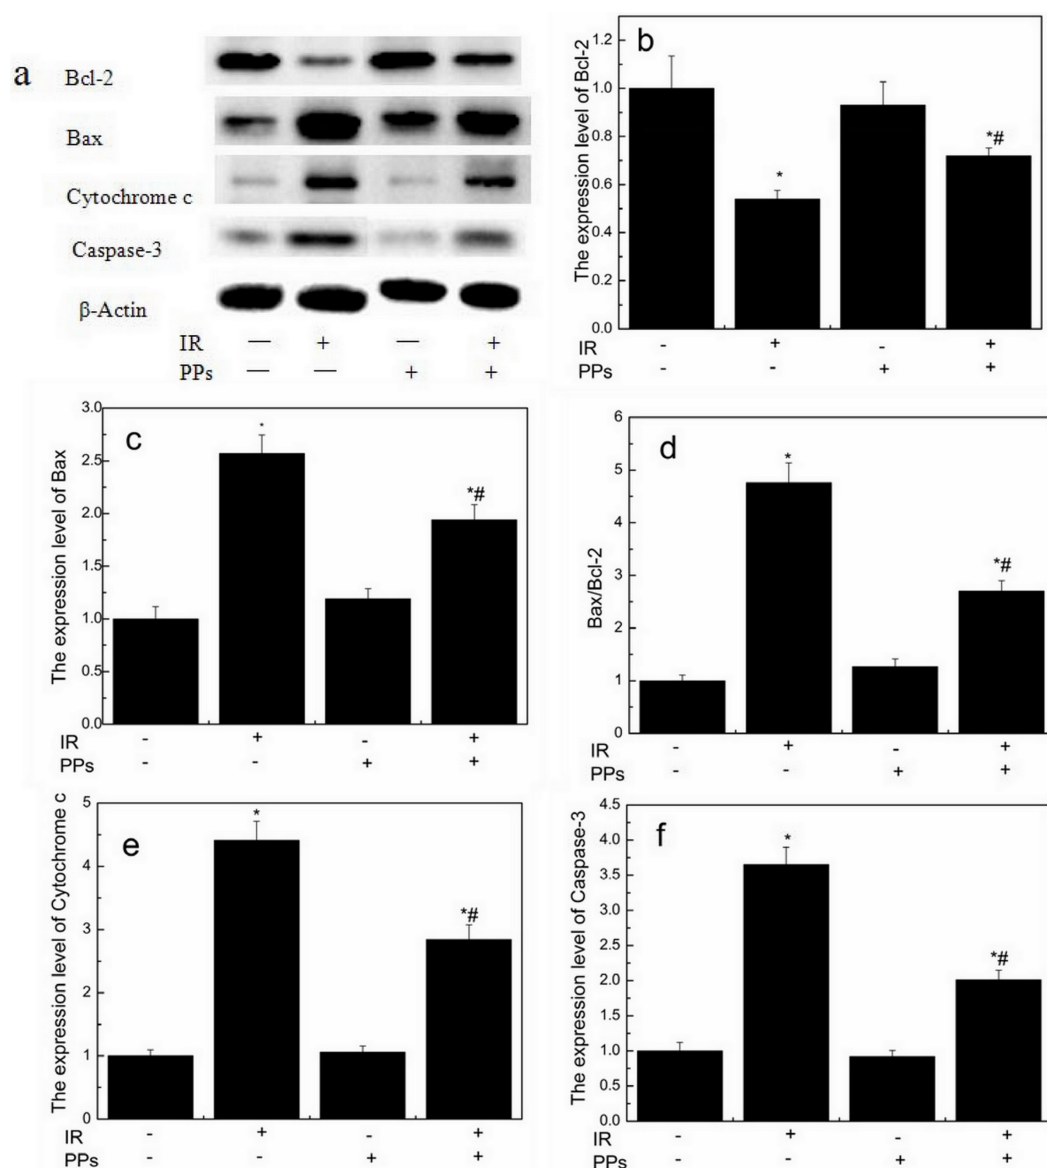 a
Bcl-2
Bax
Cytochrome c
Caspase-3
β-Actin
IR — + — +
PPs — — + +
b
The expression level of Bcl-2
1.2
1.0
0.8
0.6
0.4
0.2
0.0
*
*#
IR - + - +
PPs - - + +
c
The expression level of Bax
3.0
2.5
2.0
1.5
1.0
0.5
0.0
*
*#
IR - + - +
PPs - - + +
d
Bax/Bcl-2
6
5
4
3
2
1
0
*
*#
IR - + - +
PPs - - + +
e
The expression level of Cytochrome c
5
4
3
2
1
0
*
*#
IR - + - +
PPs - - + +
f
The expression level of Caspase-3
4.5
4.0
3.5
3.0
2.5
2.0
1.5
1.0
0.5
0.0
*
*#
IR - + - +
PPs - - + +